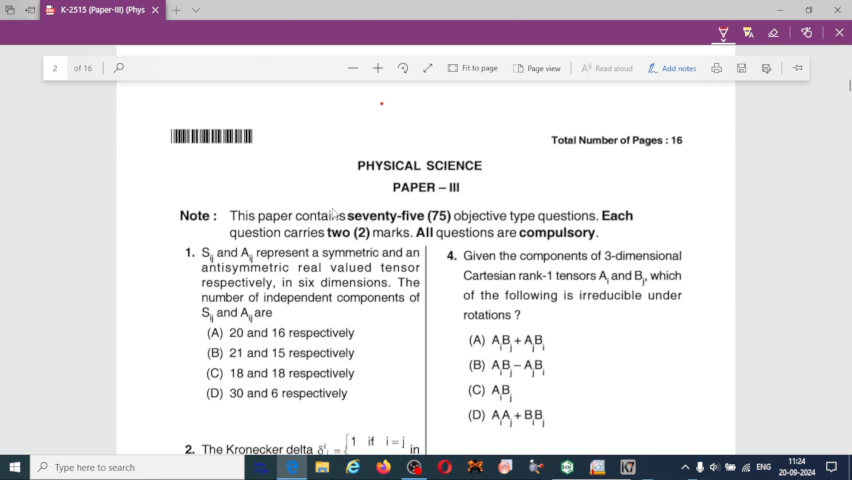 K-2515 (Paper-III) (Phys
2 of 16
Fit to page
Page view
Read aloud
Add notes
Total Number of Pages : 16
PHYSICAL SCIENCE
PAPER – III
Note : This paper contains seventy-five (75) objective type questions. Each
question carries two (2) marks. All questions are compulsory.
1. Sij and Aij represent a symmetric and an
antisymmetric real valued tensor
respectively, in six dimensions. The
number of independent components of
Sij and Aij are
(A) 20 and 16 respectively
(B) 21 and 15 respectively
(C) 18 and 18 respectively
(D) 30 and 6 respectively
2. The Kronecker delta δij = {1 if i = j in
4. Given the components of 3-dimensional
Cartesian rank-1 tensors Ai and Bj, which
of the following is irreducible under
rotations ?
(A) AiBj + AjBi
(B) AiBj – AjBi
(C) AiBj
(D) AiAj + BiBj
Type here to search
ENG
11:24
20-09-2024